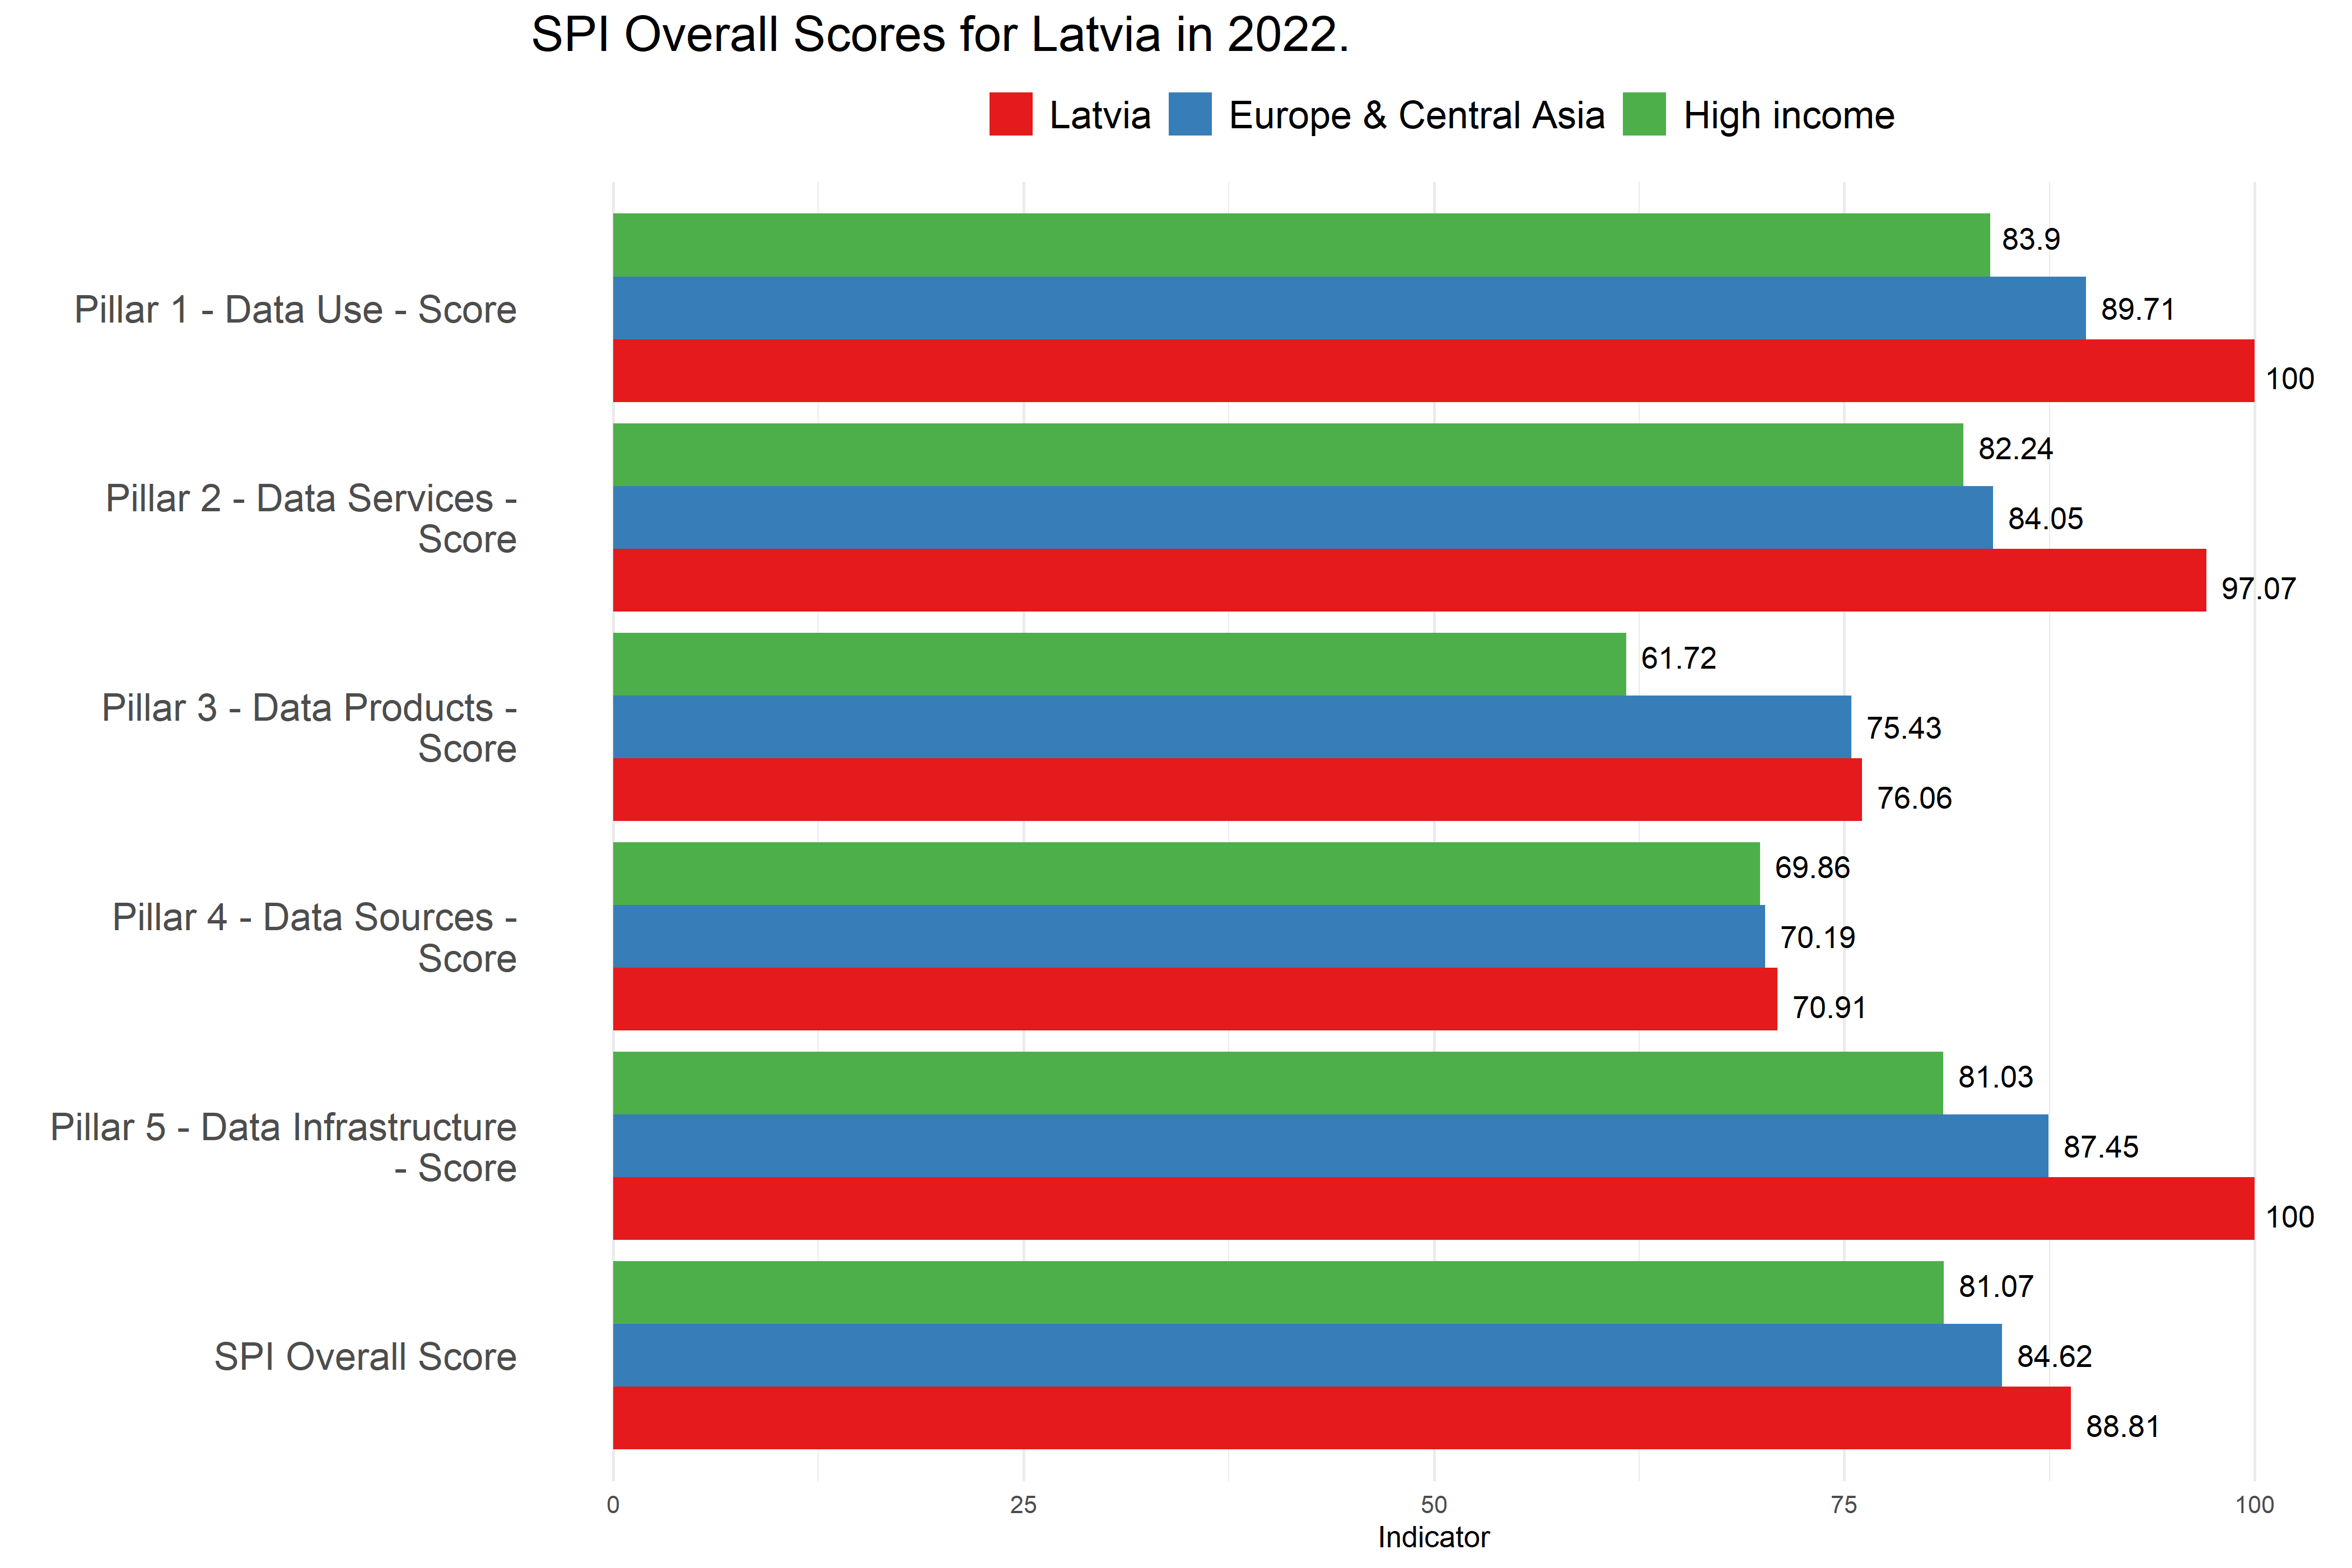 SPI Overall Scores for Latvia in 2022.
Latvia Europe & Central Asia High income
Pillar 1 - Data Use - Score
83.9
89.71
100
Pillar 2 - Data Services -
Score
82.24
84.05
97.07
Pillar 3 - Data Products -
Score
61.72
75.43
76.06
Pillar 4 - Data Sources -
Score
69.86
70.19
70.91
Pillar 5 - Data Infrastructure
- Score
81.03
87.45
100
SPI Overall Score
81.07
84.62
88.81
0 25 50 75 100
Indicator